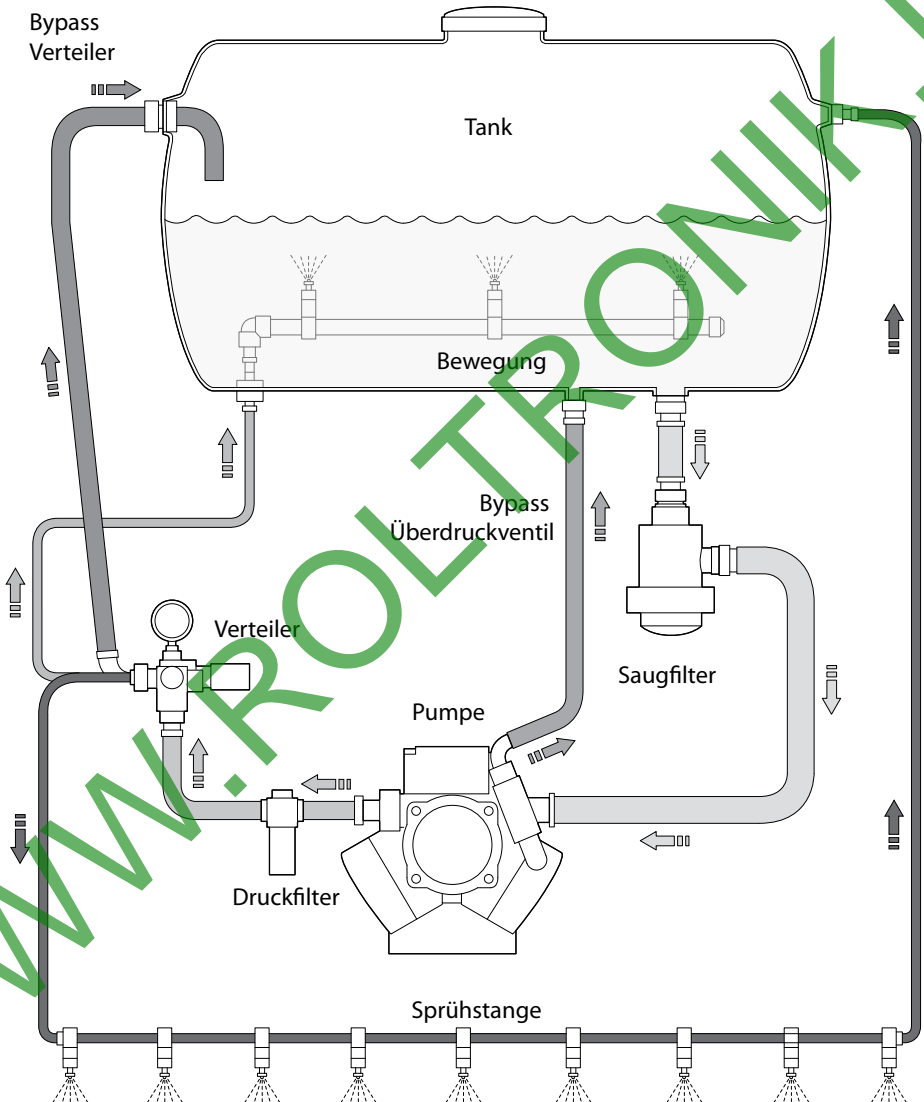 Bypass
Verteiler
Tank
Bewegung
Bypass
Überdruckventil
Verteiler
Saugfilter
Pumpe
Druckfilter
Sprühstange
WWW.ROLTRONIK.